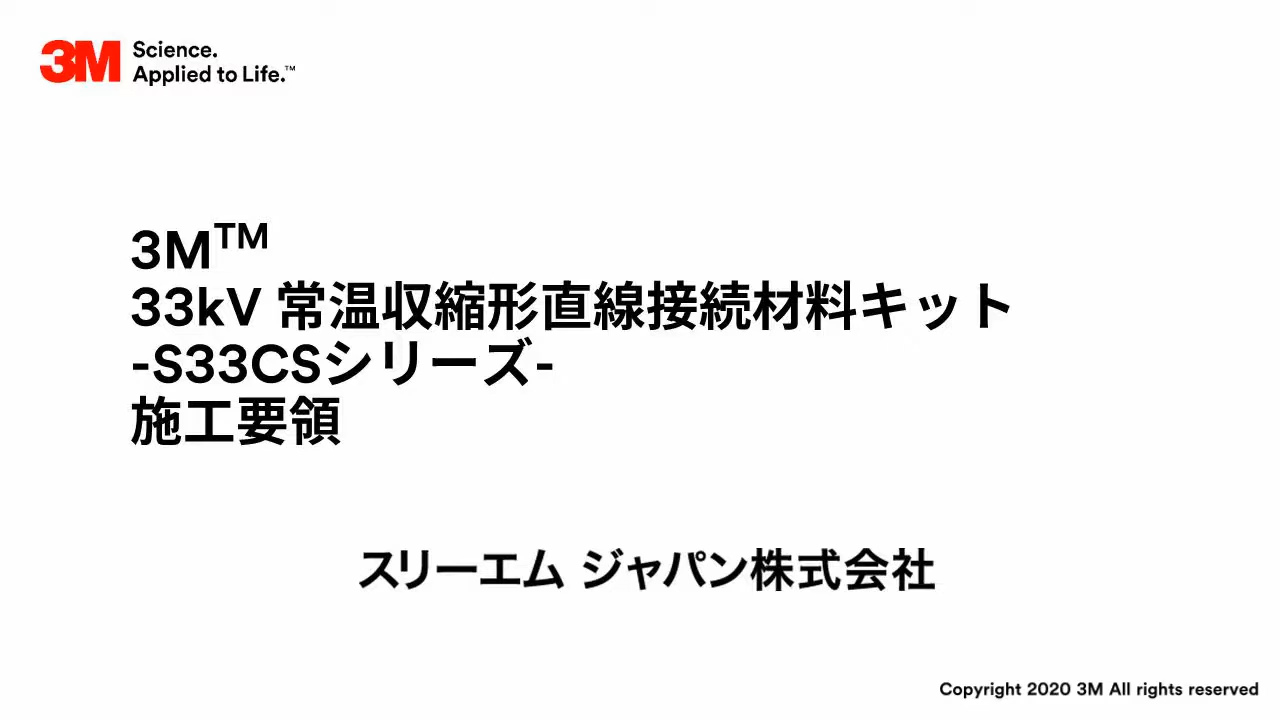 3M Science.
Applied to Life.™
3M™
33kV 常温収縮形直線接続材料キット
-S33CSシリーズ-
施工要領
スリーエム ジャパン株式会社
Copyright 2020 3M All rights reserved